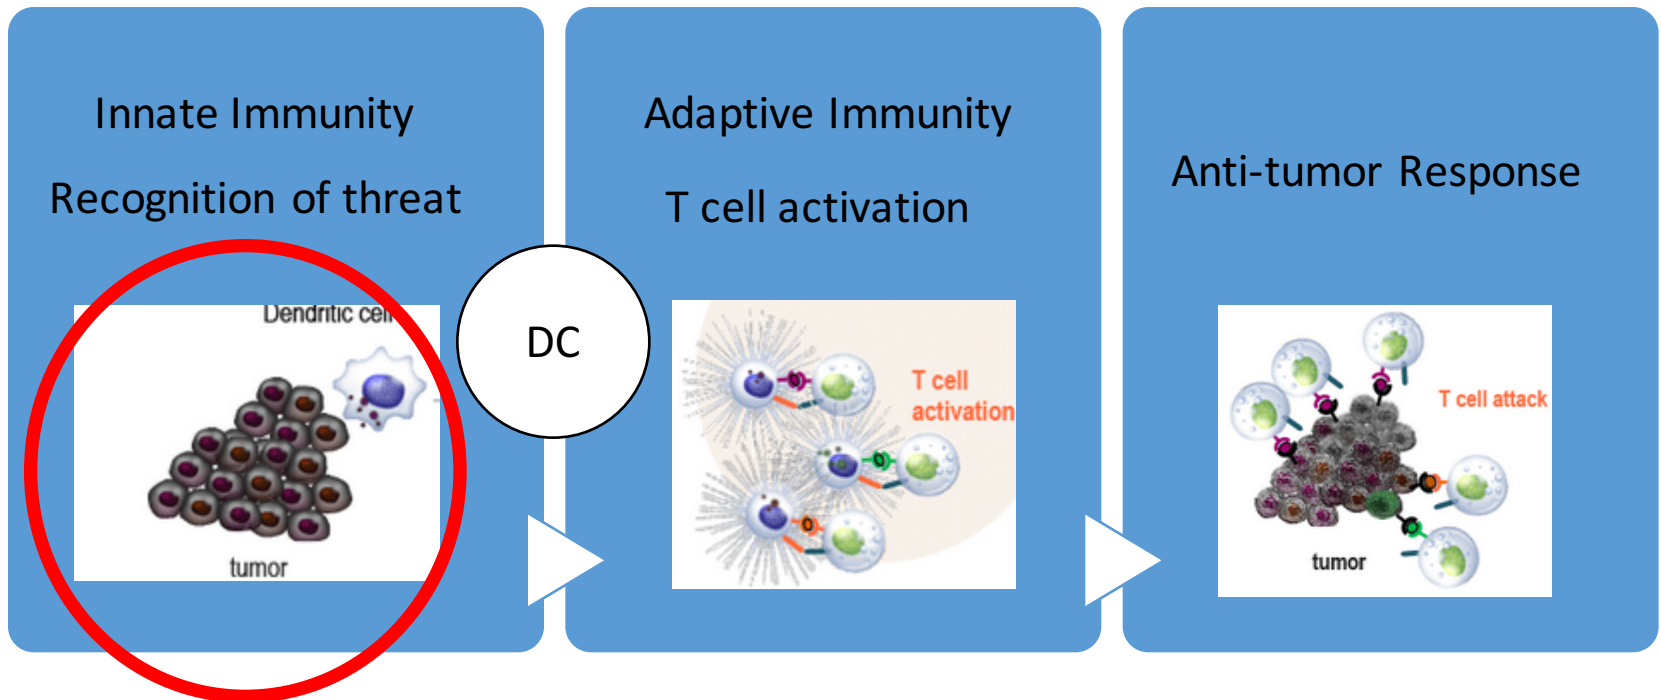 Innate Immunity
Recognition of threat
Dendritic cell
tumor
DC
Adaptive Immunity
T cell activation
T cell
activation
Anti-tumor Response
T cell attack
tumor